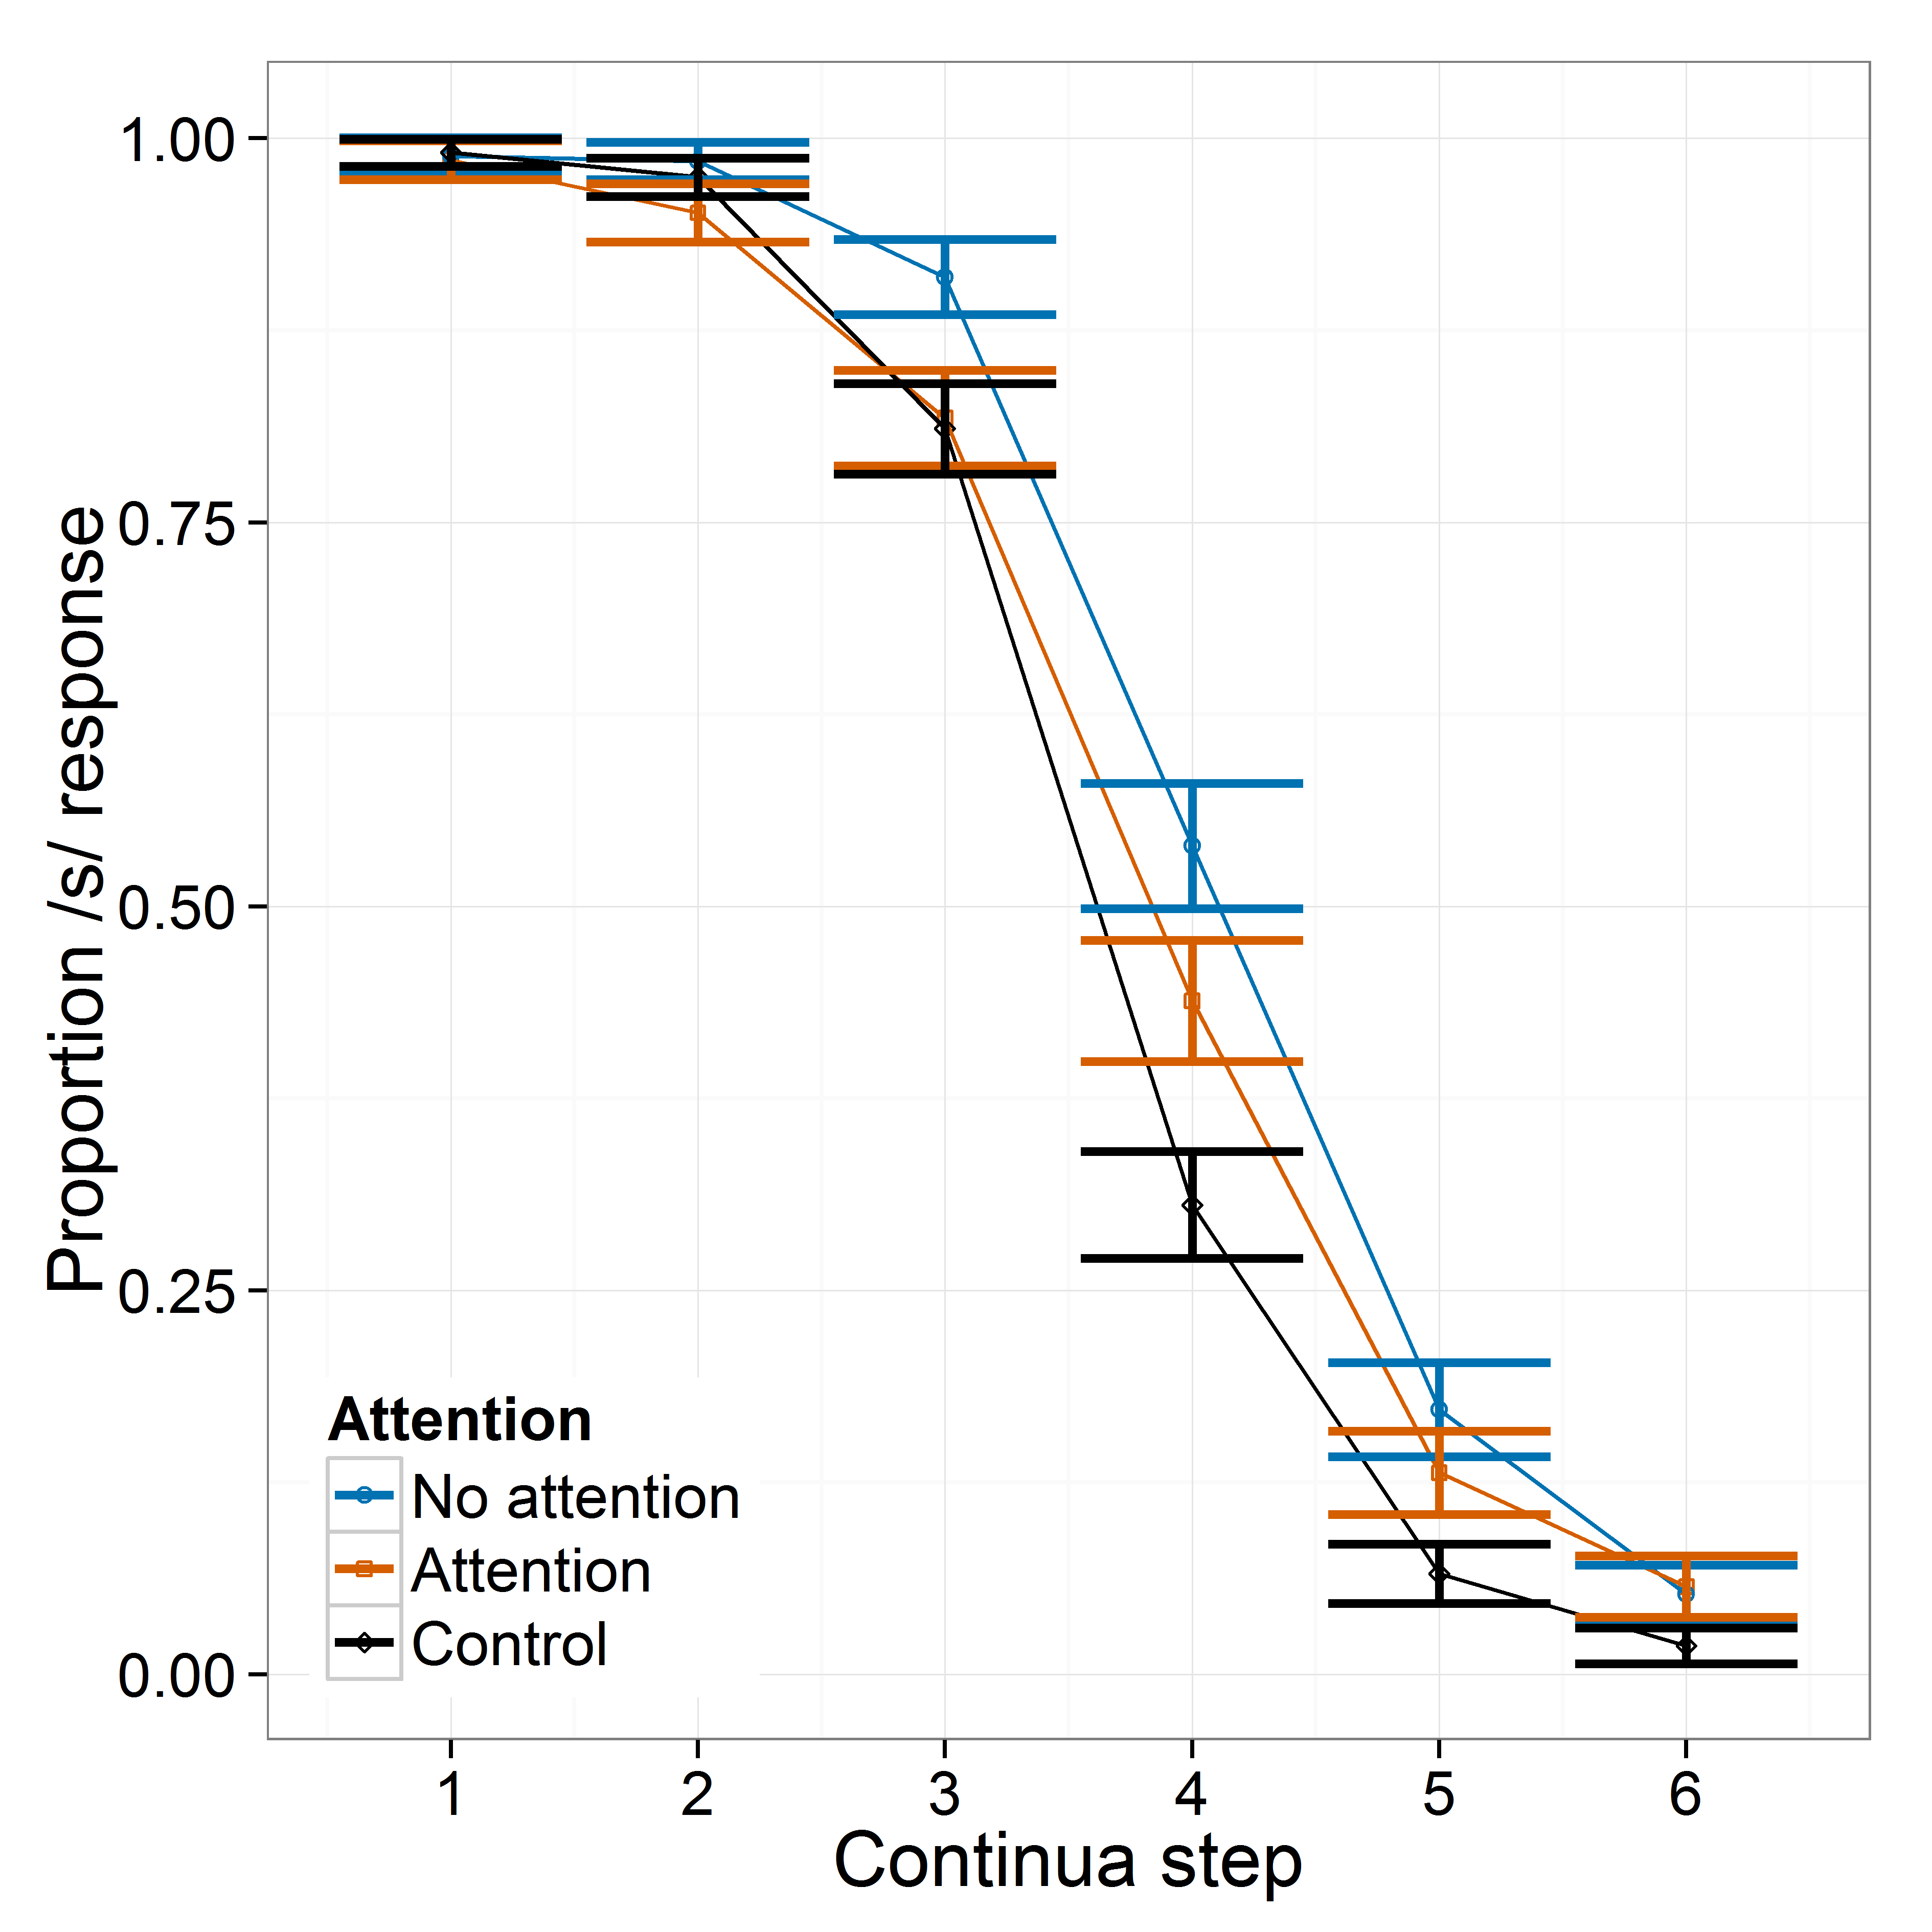 1.00
0.75
0.50
0.25
0.00
Proportion /s/ response
Attention
No attention
Attention
Control
1 2 3 4 5 6
Continua step